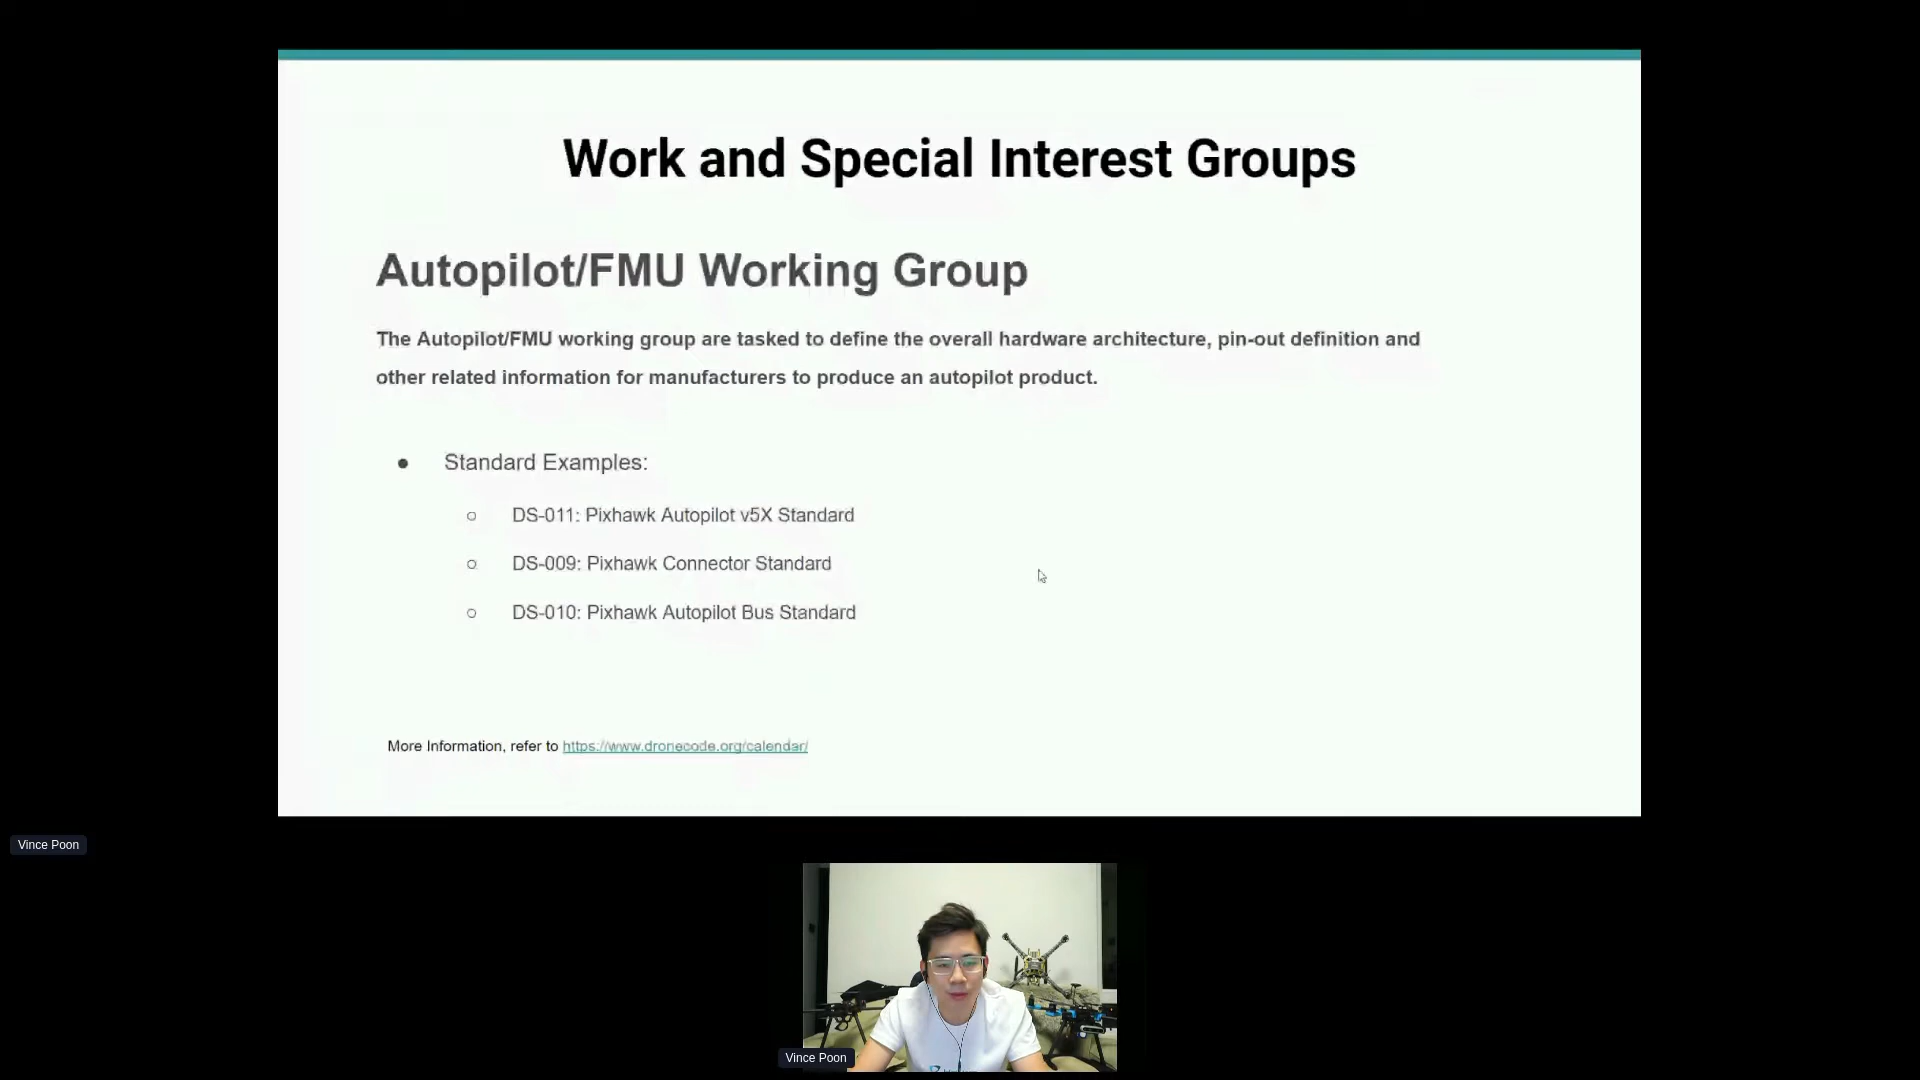 Work and Special Interest Groups
Autopilot/FMU Working Group
The Autopilot/FMU working group are tasked to define the overall hardware architecture, pin-out definition and
other related information for manufacturers to produce an autopilot product.
● Standard Examples:
○ DS-011: Pixhawk Autopilot v5X Standard
○ DS-009: Pixhawk Connector Standard
○ DS-010: Pixhawk Autopilot Bus Standard
More Information, refer to https://www.dronecode.org/calendar/
Vince Poon
Vince Poon